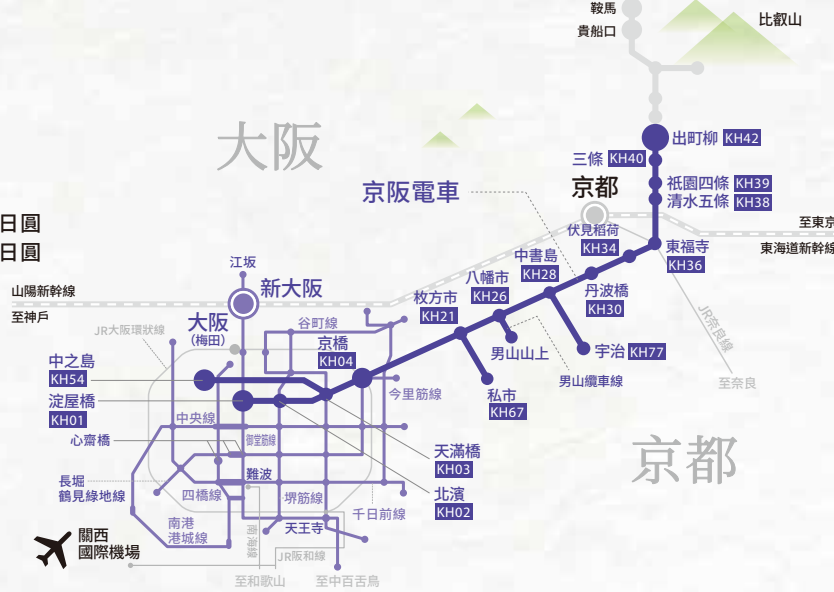 鞍馬
貴船口
比叡山
出町柳 KH42
三條 KH40
京都
祇園四條 KH39
清水五條 KH38
大阪
京阪電車
日圓
日圓
伏見稻荷
KH34
至東京
東福寺
KH36
東海道新幹線
中書島
KH28
江坂
八幡市
KH26
丹波橋
KH30
新大阪
山陽新幹線
枚方市
KH21
至神戶
大阪
(梅田)
谷町線
JR大阪環狀線
京橋
KH04
JR奈良線
男山山上
宇治 KH77
中之島
KH54
男山纜車線
至奈良
今里筋線
私市
KH67
淀屋橋
KH01
中央線
心齋橋
御堂筋線
京都
天滿橋
KH03
難波
長堀
鶴見綠地線
四橋線
堺筋線
北濱
KH02
千日前線
南港
港城線
天王寺
南海線
關西
國際機場
JR阪和線
至和歌山
至中百舌鳥